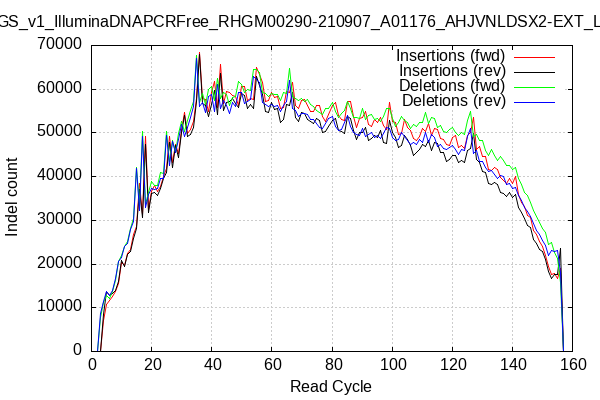 GS_v1_IlluminaDNAPCRFree_RHGM00290-210907_A01176_AHJVNLDSX2-EXT_L
70000
60000
50000
40000
30000
20000
10000
0
Indel count
Insertions (fwd)
Insertions (rev)
Deletions (fwd)
Deletions (rev)
0 20 40 60 80 100 120 140 160
Read Cycle